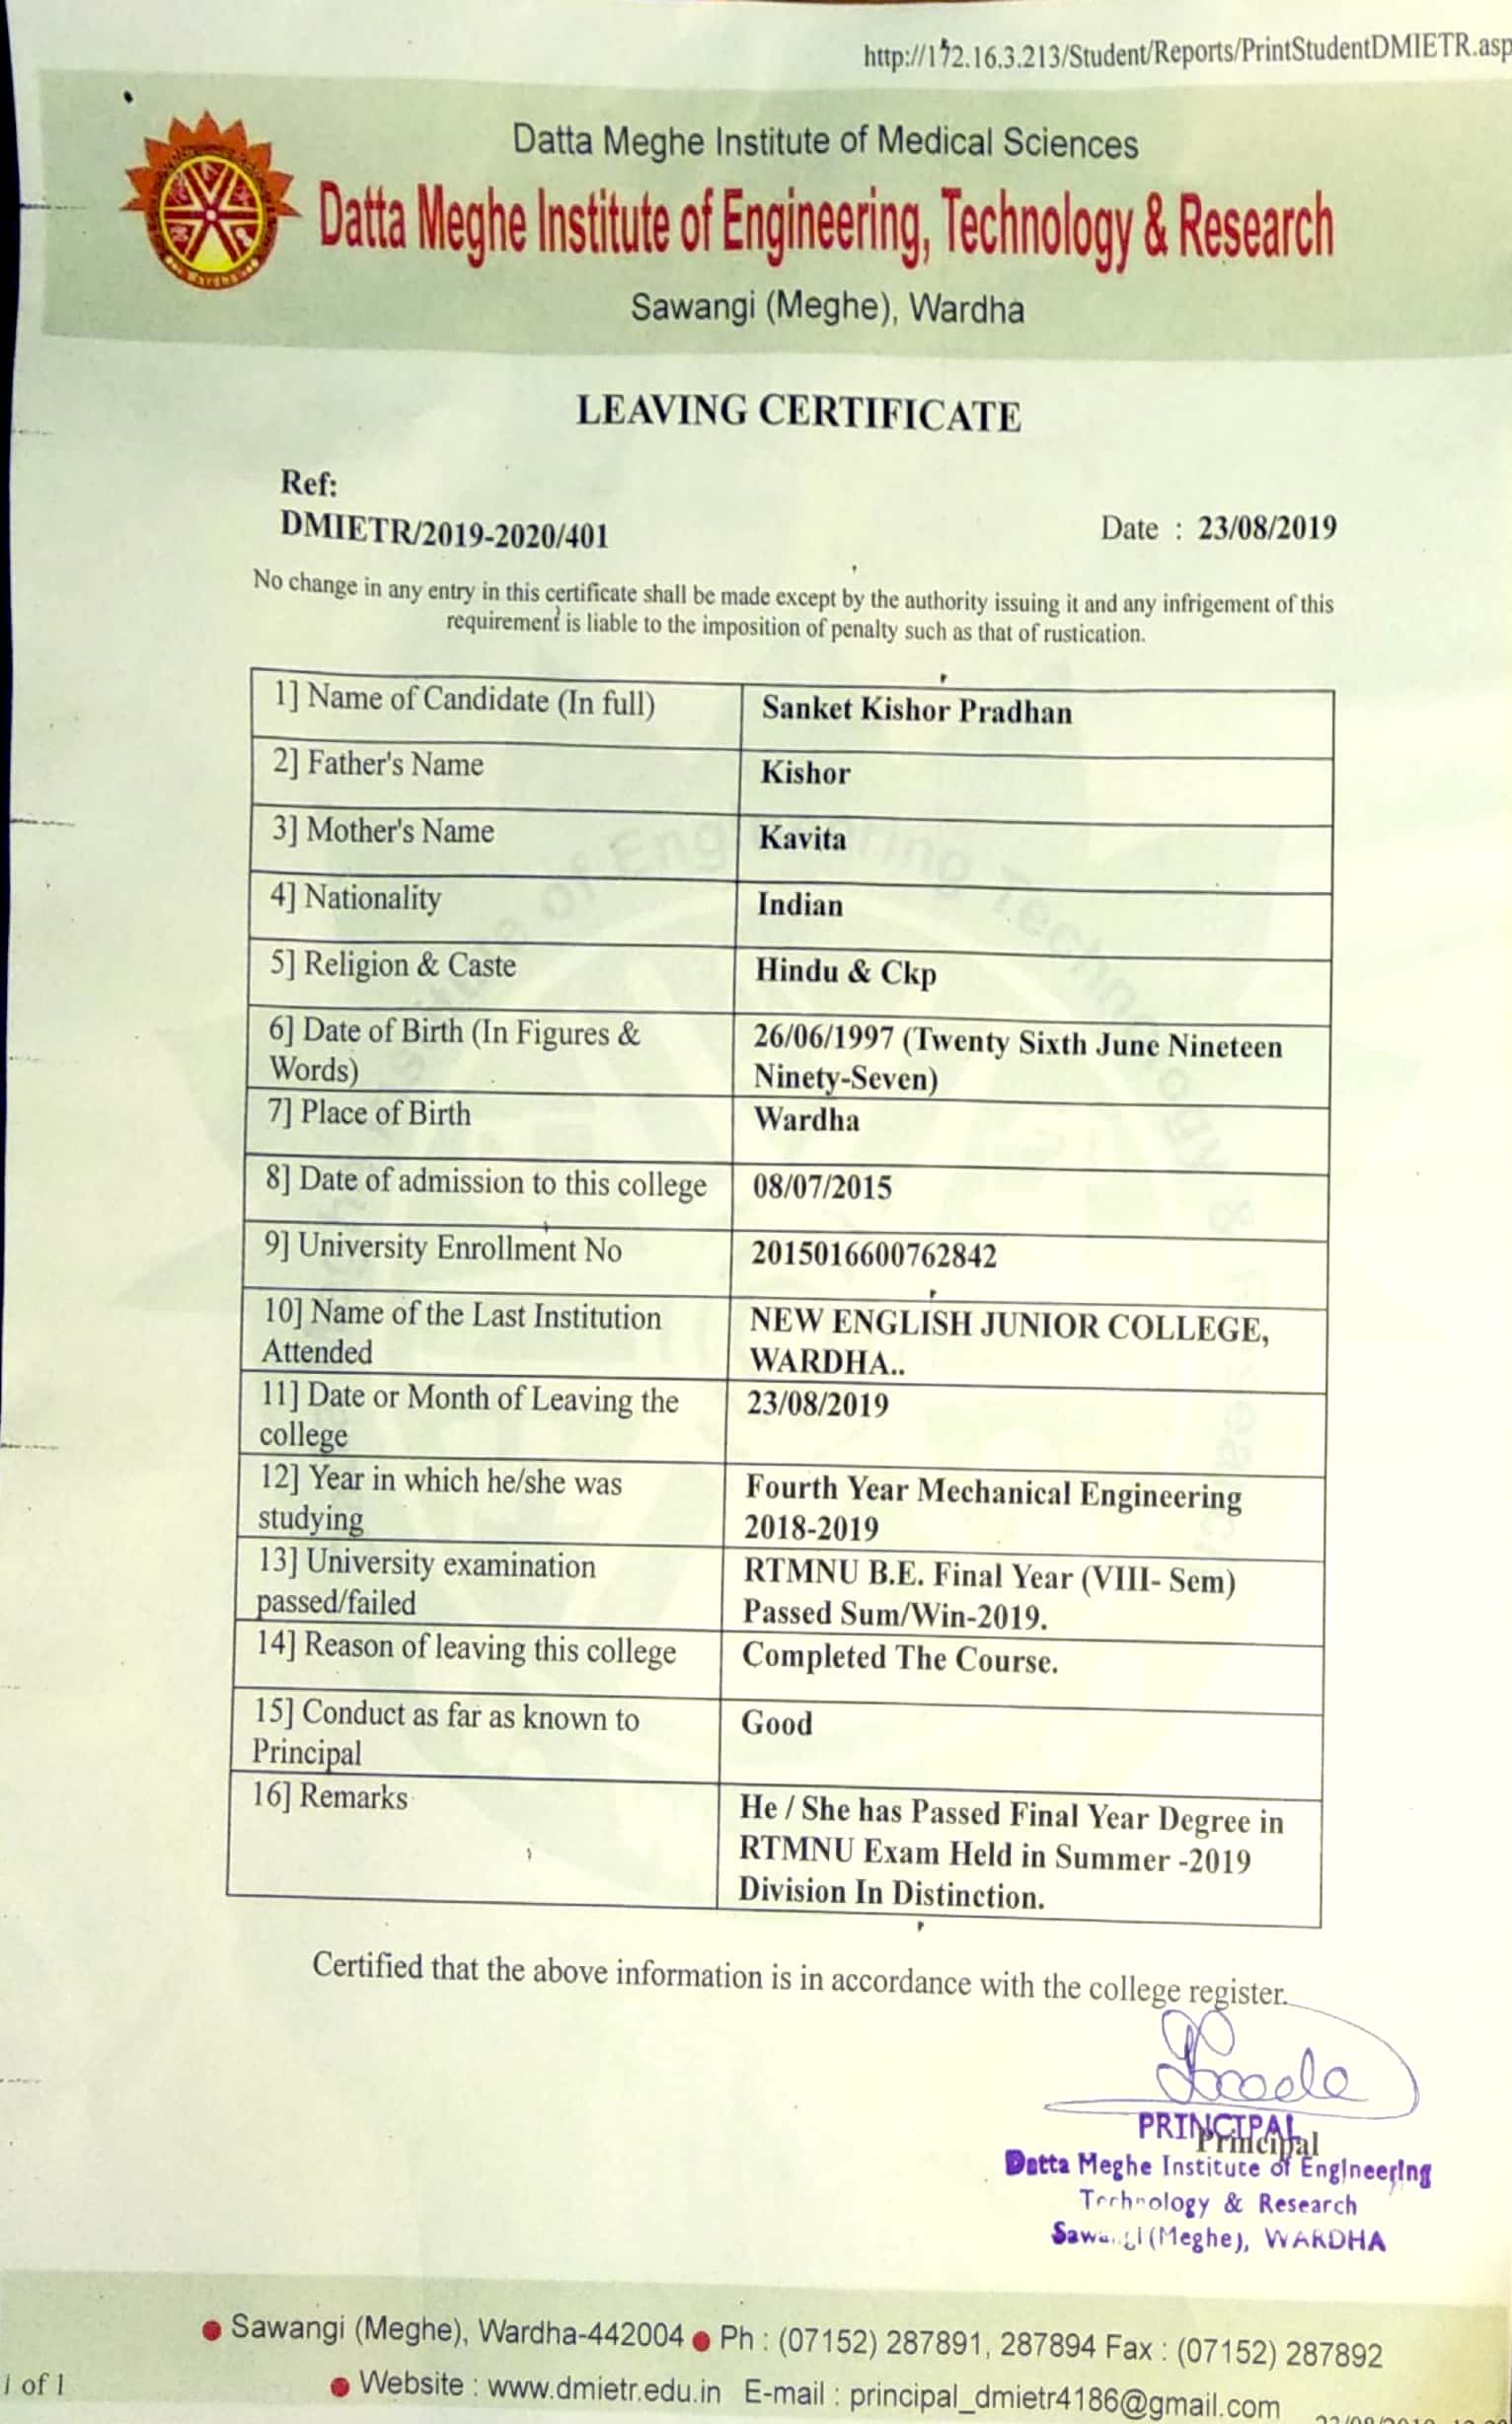 http://172.16.3.213/Student/Reports/PrintStudentDMIETR.asp
Datta Meghe Institute of Medical Sciences
Datta Meghe Institute of Engineering, Technology & Research
Sawangi (Meghe), Wardha
LEAVING CERTIFICATE
Ref:
DMIETR/2019-2020/401
Date : 23/08/2019
No change in any entry in this certificate shall be made except by the authority issuing it and any infrigement of this
requirement is liable to the imposition of penalty such as that of rustication.
1] Name of Candidate (In full)
Sanket Kishor Pradhan
2] Father's Name
Kishor
3] Mother's Name
Kavita
4] Nationality
Indian
5] Religion & Caste
Hindu & Ckp
6] Date of Birth (In Figures &
Words)
26/06/1997 (Twenty Sixth June Nineteen
Ninety-Seven)
7] Place of Birth
Wardha
8] Date of admission to this college
08/07/2015
9] University Enrollment No
2015016600762842
10] Name of the Last Institution
Attended
NEW ENGLISH JUNIOR COLLEGE,
WARDHA..
11] Date or Month of Leaving the
college
23/08/2019
12] Year in which he/she was
studying
Fourth Year Mechanical Engineering
2018-2019
13] University examination
passed/failed
RTMNU B.E. Final Year (VIII- Sem)
Passed Sum/Win-2019.
14] Reason of leaving this college
Completed The Course.
15] Conduct as far as known to
Principal
Good
16] Remarks
He / She has Passed Final Year Degree in
RTMNU Exam Held in Summer -2019
Division In Distinction.
Certified that the above information is in accordance with the college register.
PRINCIPAL
Principal
Datta Meghe Institute of Engineering
Technology & Research
Sawangi (Meghe), WARDHA
Sawangi (Meghe), Wardha-442004 Ph : (07152) 287891, 287894 Fax : (07152) 287892
Website : www.dmietr.edu.in E-mail : principal_dmietr4186@gmail.com
1 of 1